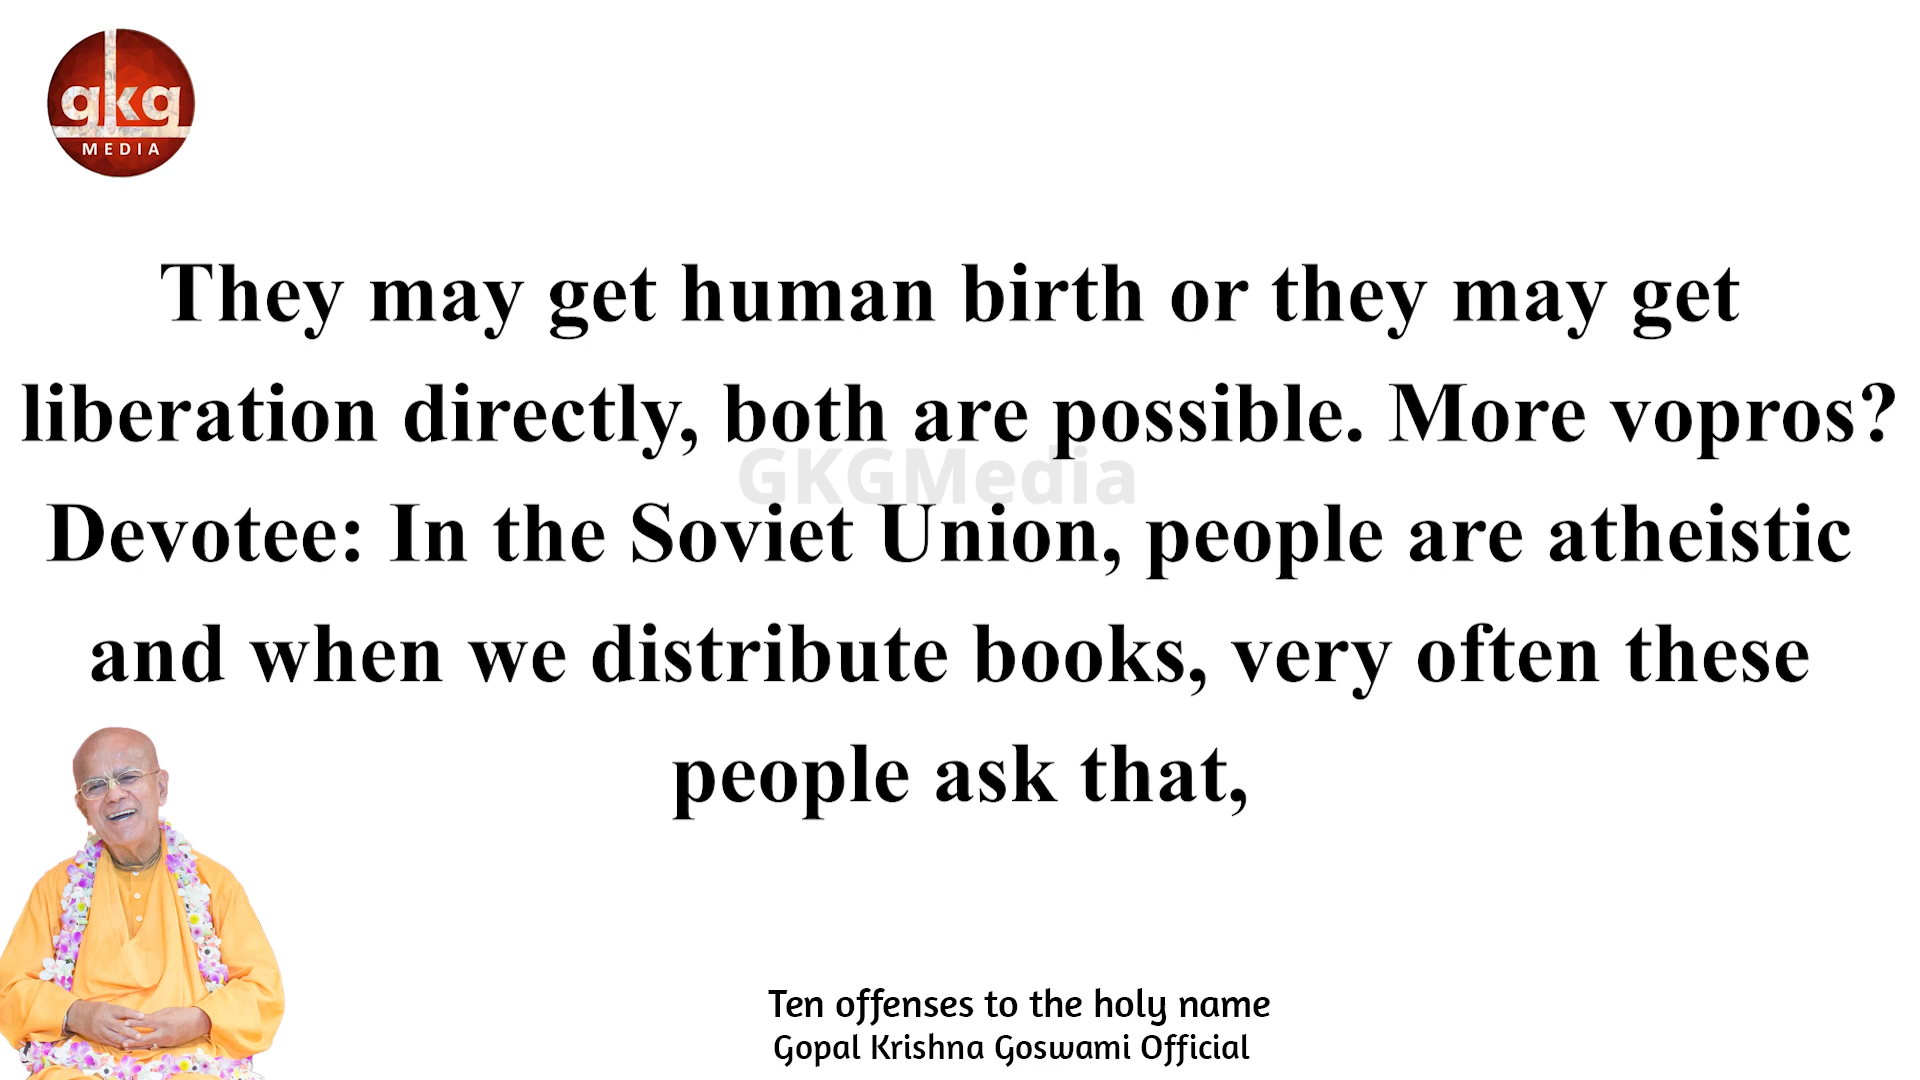 gkg
MEDIA
They may get human birth or they may get
liberation directly, both are possible. More vopros?
GKGMedia
Devotee: In the Soviet Union, people are atheistic
and when we distribute books, very often these
people ask that,
Ten offenses to the holy name
Gopal Krishna Goswami Official